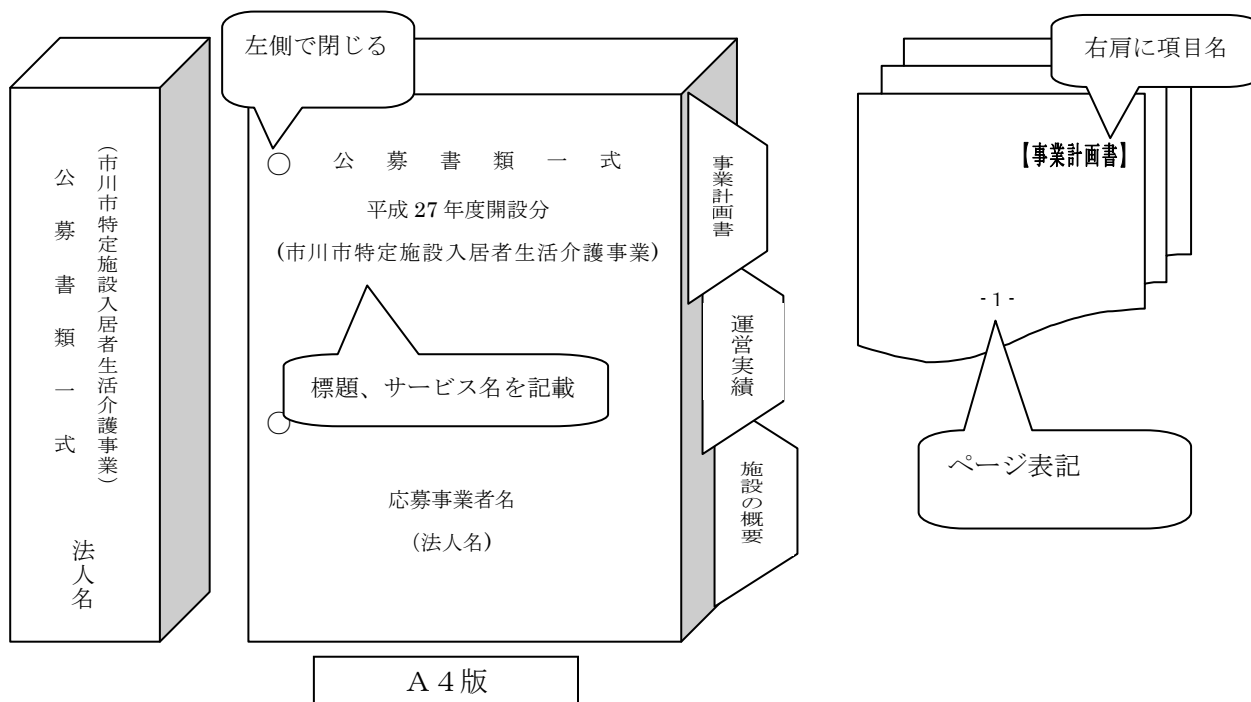 左側で閉じる
右肩に項目名
公募書類一式
(市川市特定施設入居者生活介護事業)
法人名
公募書類一式
平成 27 年度開設分
(市川市特定施設入居者生活介護事業)
標題、サービス名を記載
応募事業者名
(法人名)
事業計画書
運営実績
施設の概要
【事業計画書】
- 1 -
ページ表記
A 4 版